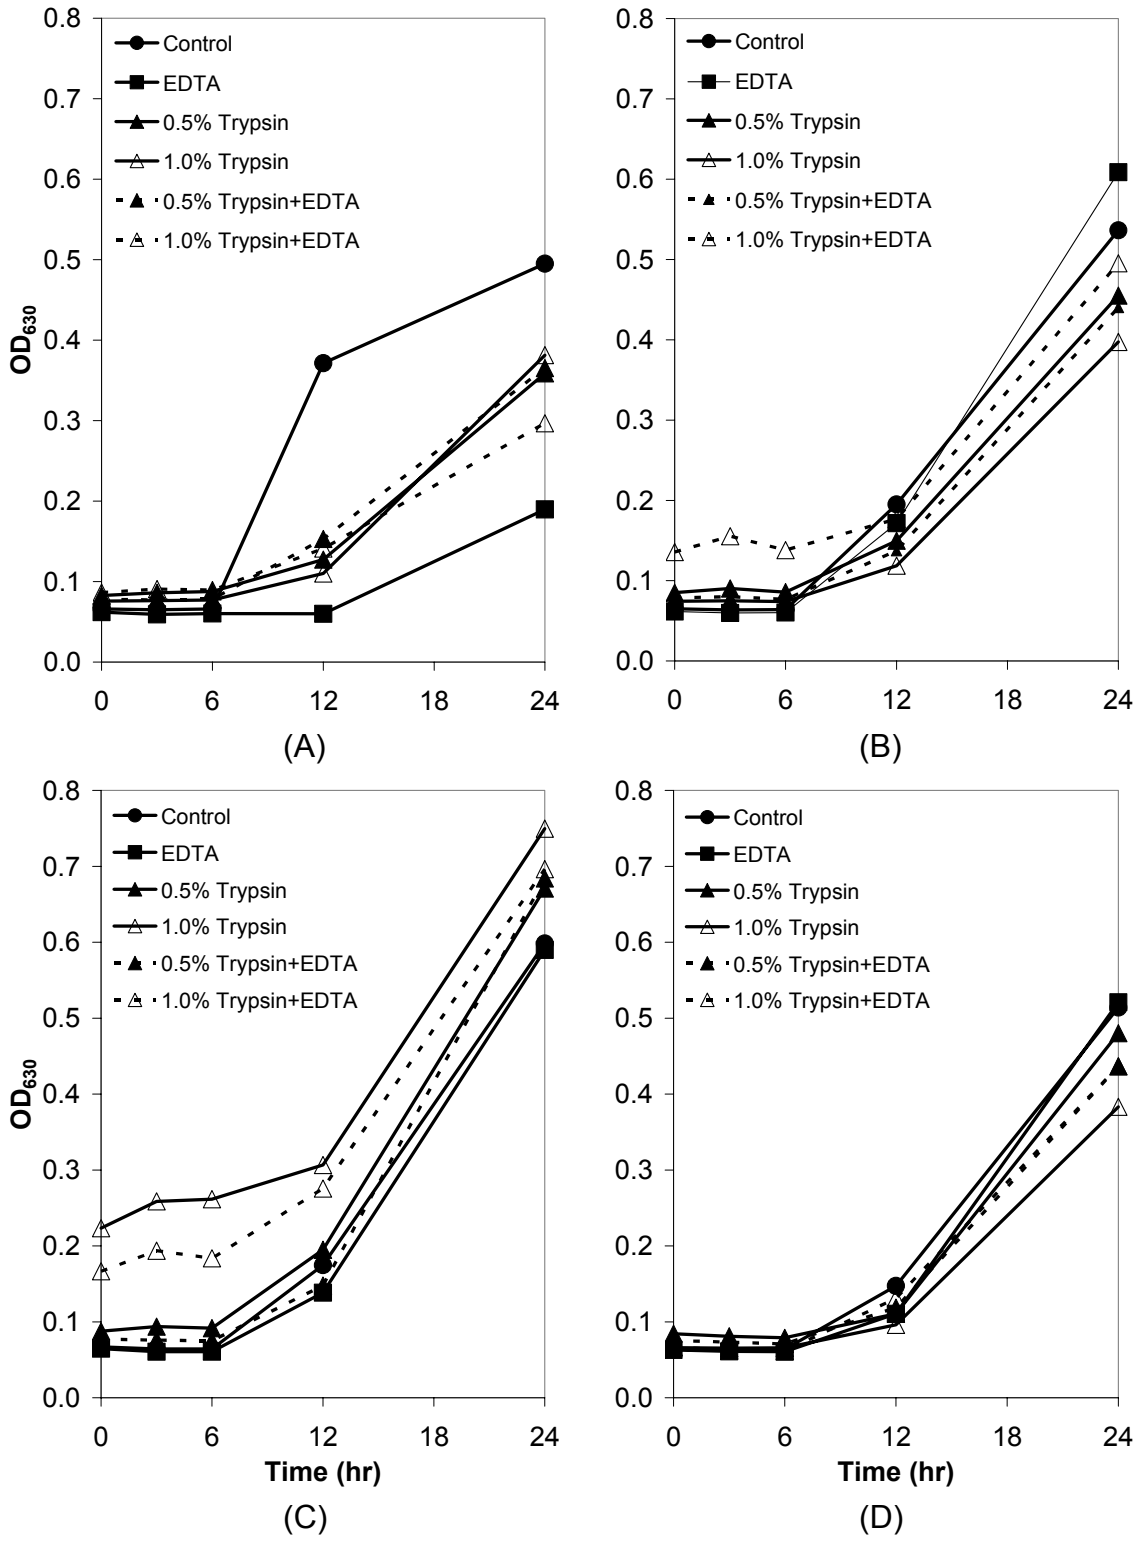 0.8
0.7
0.6
0.5
0.4
0.3
0.2
0.1
0.0
OD630
Control
EDTA
0.5% Trypsin
1.0% Trypsin
0.5% Trypsin+EDTA
1.0% Trypsin+EDTA
0 6 12 18 24
(A)
0.8
0.7
0.6
0.5
0.4
0.3
0.2
0.1
0.0
Control
EDTA
0.5% Trypsin
1.0% Trypsin
0.5% Trypsin+EDTA
1.0% Trypsin+EDTA
0 6 12 18 24
(B)
0.8
0.7
0.6
0.5
0.4
0.3
0.2
0.1
0.0
OD630
Control
EDTA
0.5% Trypsin
1.0% Trypsin
0.5% Trypsin+EDTA
1.0% Trypsin+EDTA
0 6 12 18 24
Time (hr)
(C)
0.8
0.7
0.6
0.5
0.4
0.3
0.2
0.1
0.0
Control
EDTA
0.5% Trypsin
1.0% Trypsin
0.5% Trypsin+EDTA
1.0% Trypsin+EDTA
0 6 12 18 24
Time (hr)
(D)